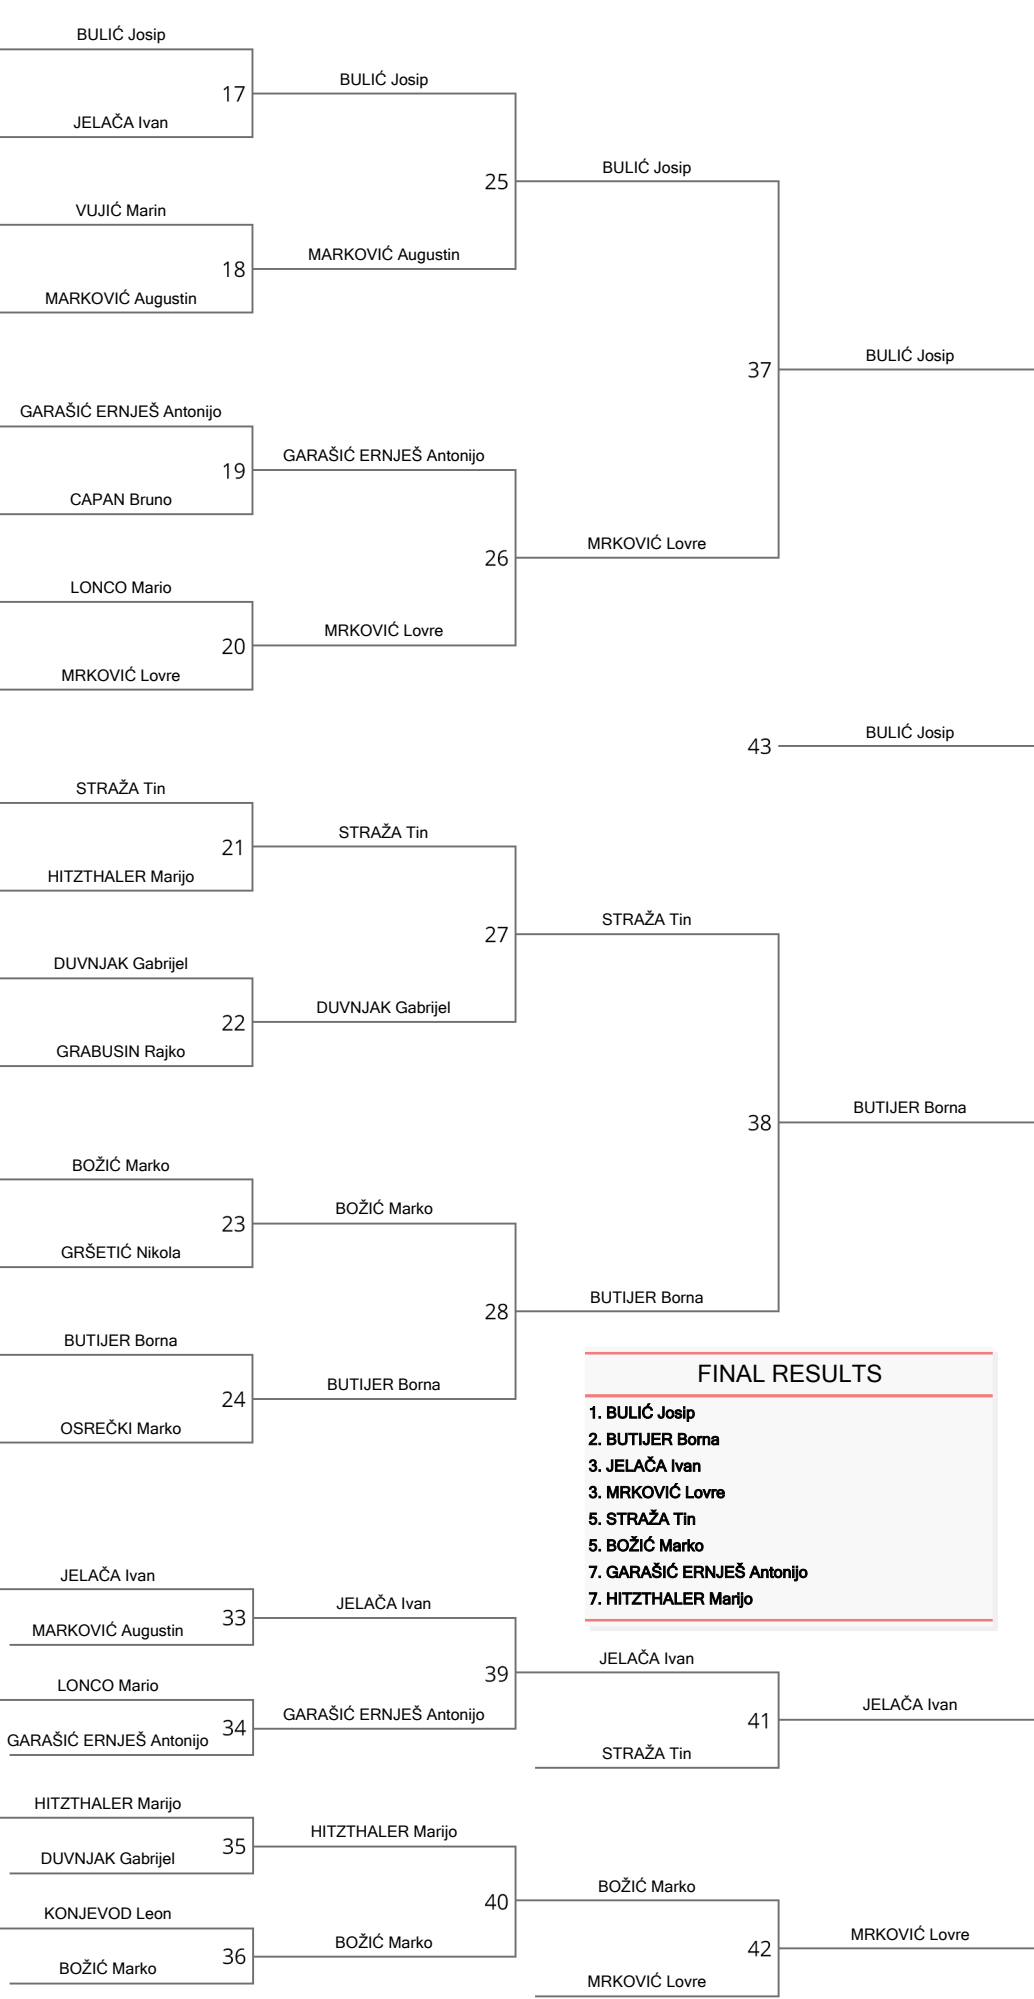 BULIĆ Josip
17
BULIĆ Josip
JELAČA Ivan
25
BULIĆ Josip
VUJIĆ Marin
18
MARKOVIĆ Augustin
MARKOVIĆ Augustin
37
BULIĆ Josip
GARAŠIĆ ERNJEŠ Antonijo
19
GARAŠIĆ ERNJEŠ Antonijo
CAPAN Bruno
26
MRKOVIĆ Lovre
LONCO Mario
20
MRKOVIĆ Lovre
MRKOVIĆ Lovre
43
BULIĆ Josip
STRAŽA Tin
21
STRAŽA Tin
HITZTHALER Marijo
27
STRAŽA Tin
DUVNJAK Gabrijel
22
DUVNJAK Gabrijel
GRABUSIN Rajko
38
BUTIJER Borna
BOŽIĆ Marko
23
BOŽIĆ Marko
GRŠETIĆ Nikola
28
BUTIJER Borna
BUTIJER Borna
24
BUTIJER Borna
OSREČKI Marko
FINAL RESULTS
1. BULIĆ Josip
2. BUTIJER Borna
3. JELAČA Ivan
3. MRKOVIĆ Lovre
5. STRAŽA Tin
5. BOŽIĆ Marko
7. GARAŠIĆ ERNJEŠ Antonijo
7. HITZTHALER Marijo
JELAČA Ivan
33
JELAČA Ivan
MARKOVIĆ Augustin
39
JELAČA Ivan
LONCO Mario
34
GARAŠIĆ ERNJEŠ Antonijo
GARAŠIĆ ERNJEŠ Antonijo
41
JELAČA Ivan
STRAŽA Tin
HITZTHALER Marijo
35
HITZTHALER Marijo
DUVNJAK Gabrijel
40
BOŽIĆ Marko
KONJEVOD Leon
36
BOŽIĆ Marko
BOŽIĆ Marko
42
MRKOVIĆ Lovre
MRKOVIĆ Lovre